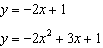 y = −2x + 1
y = −2x² + 3x + 1